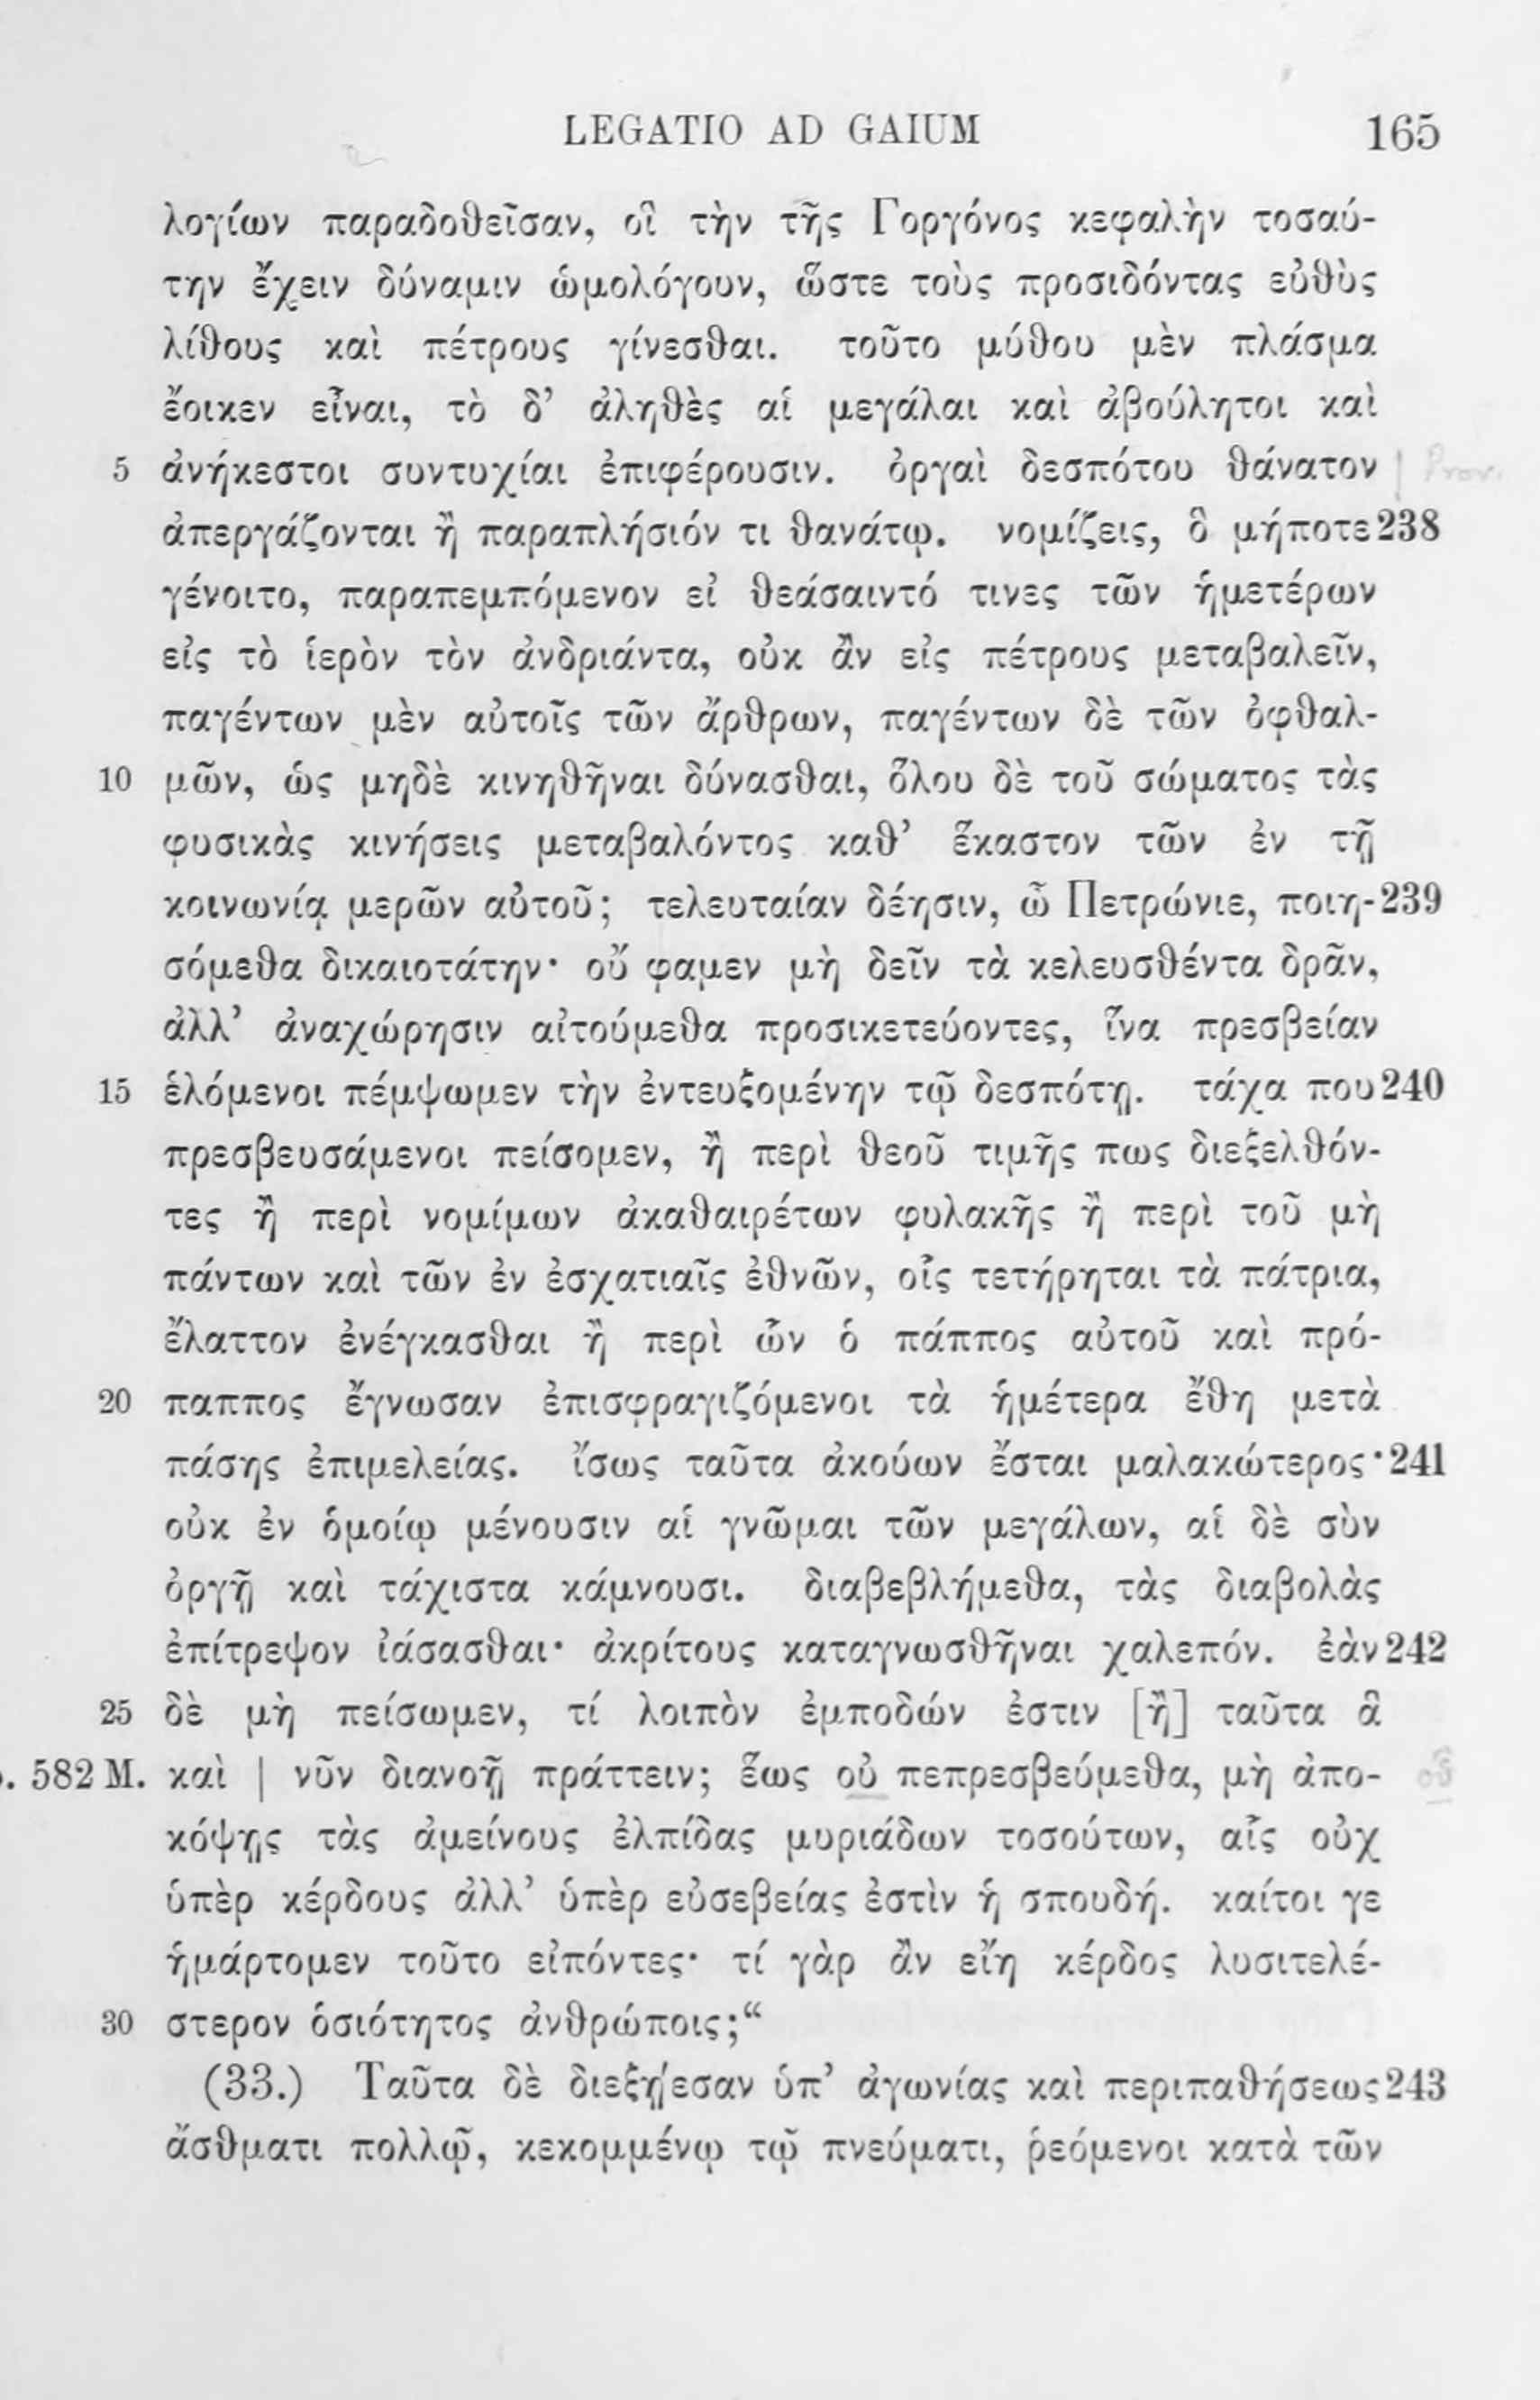 LEGATIO AD GAIUM 165
λογίων παραδοθεῖσαν, οἳ τὴν τῆς Γοργόνος κεφαλὴν τοσαύ-
την ἔχειν δύναμιν ὡμολόγουν, ὥστε τοὺς προσιδόντας εὐθὺς
λίθους καὶ πέτρους γίνεσθαι. τοῦτο μύθου μὲν πλάσμα
ἔοικεν εἶναι, τὸ δ’ ἀληθὲς αἱ μεγάλαι καὶ ἀβούλητοι καὶ
5 ἀνήκεστοι συντυχίαι ἐπιφέρουσιν. ὀργαὶ δεσπότου θάνατον | Prov.
ἀπεργάζονται ἢ παραπλήσιόν τι θανάτῳ. νομίζεις, ὃ μήποτε 238
γένοιτο, παραπεμπόμενον εἰ θεάσαιντό τινες τῶν ἡμετέρων
εἰς τὸ ἱερὸν τὸν ἀνδριάντα, οὐκ ἂν εἰς πέτρους μεταβαλεῖν,
παγέντων μὲν αὐτοῖς τῶν ἄρθρων, παγέντων δὲ τῶν ὀφθαλ-
10 μῶν, ὡς μηδὲ κινηθῆναι δύνασθαι, ὅλου δὲ τοῦ σώματος τὰς
φυσικὰς κινήσεις μεταβαλόντος καθ’ ἕκαστον τῶν ἐν τῇ
κοινωνίᾳ μερῶν αὐτοῦ; τελευταίαν δέησιν, ὦ Πετρώνιε, ποιη- 239
σόμεθα δικαιοτάτην· οὔ φαμεν μὴ δεῖν τὰ κελευσθέντα δρᾶν,
ἀλλ’ ἀναχώρησιν αἰτούμεθα προσικετεύοντες, ἵνα πρεσβείαν
15 ἑλόμενοι πέμψωμεν τὴν ἐντευξομένην τῷ δεσπότῃ. τάχα που 240
πρεσβευσάμενοι πείσομεν, ἢ περὶ θεοῦ τιμῆς πως διεξελθόν-
τες ἢ περὶ νομίμων ἀκαθαιρέτων φυλακῆς ἢ περὶ τοῦ μὴ
πάντων καὶ τῶν ἐν ἐσχατιαῖς ἐθνῶν, οἷς τετήρηται τὰ πάτρια,
ἔλαττον ἐνέγκασθαι ἢ περὶ ὧν ὁ πάππος αὐτοῦ καὶ πρό-
20 παππος ἔγνωσαν ἐπισφραγιζόμενοι τὰ ἡμέτερα ἔθη μετὰ
πάσης ἐπιμελείας. ἴσως ταῦτα ἀκούων ἔσται μαλακώτερος· 241
οὐκ ἐν ὁμοίῳ μένουσιν αἱ γνῶμαι τῶν μεγάλων, αἱ δὲ σὺν
ὀργῇ καὶ τάχιστα κάμνουσι. διαβεβλήμεθα, τὰς διαβολὰς
ἐπίτρεψον ἰάσασθαι· ἀκρίτους καταγνωσθῆναι χαλεπόν. ἐὰν 242
25 δὲ μὴ πείσωμεν, τί λοιπὸν ἐμποδών ἐστιν [ἢ] ταῦτα ἃ
. 582 M. καὶ | νῦν διανοῇ πράττειν; ἕως οὐ πεπρεσβεύμεθα, μὴ ἀπο- οὗ
κόψῃς τὰς ἀμείνους ἐλπίδας μυριάδων τοσούτων, αἷς οὐχ
ὑπὲρ κέρδους ἀλλ’ ὑπὲρ εὐσεβείας ἐστὶν ἡ σπουδή. καίτοι γε
ἡμάρτομεν τοῦτο εἰπόντες· τί γὰρ ἂν εἴη κέρδος λυσιτελέ-
30 στερον ὁσιότητος ἀνθρώποις;“
(33.) Ταῦτα δὲ διεξῄεσαν ὑπ’ ἀγωνίας καὶ περιπαθήσεως 243
ἄσθματι πολλῷ, κεκομμένῳ τῷ πνεύματι, ῥεόμενοι κατὰ τῶν